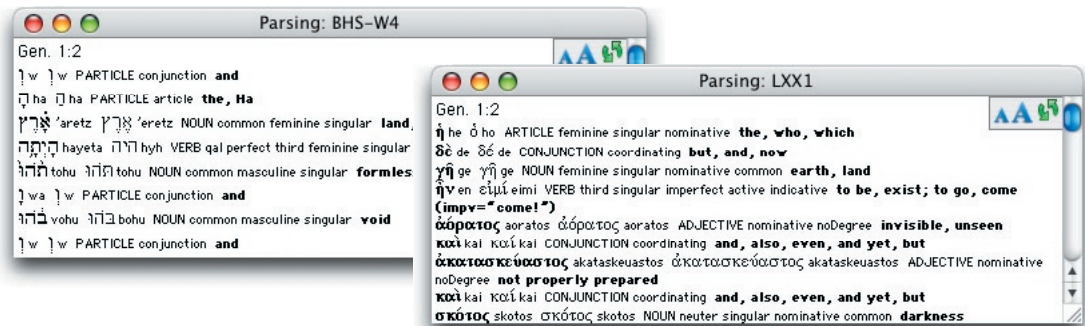 Parsing: BHS-W4
Gen. 1:2
וְ w וְ w PARTICLE conjunction and
הָ ha הַ ha PARTICLE article the, Ha
אָ֗רֶץ ’aretz אֶרֶץ ’eretz NOUN common feminine singular land,
הָיְתָ֥ה hayeta היה hyh VERB qal perfect third feminine singular
תֹ֙הוּ֙ tohu תֹּהוּ tohu NOUN common masculine singular
וָ wa וְ w PARTICLE conjunction and
בֹ֔הוּ vohu בֹּהוּ bohu NOUN common masculine singular void
וְ w וְ w PARTICLE conjunction and
AA
Parsing: LXX1
Gen. 1:2
AA
ἡ he ὁ ho ARTICLE feminine singular nominative the, who, which
δὲ de δέ de CONJUNCTION coordinating but, and, now
γῆ ge γῆ ge NOUN feminine singular nominative common earth, land
ἦν en εἰμί eimi VERB third singular imperfect active indicative to be, exist; to go, come
(impv="come!")
ἀόρατος aoratos ἀόρατος aoratos ADJECTIVE nominative noDegree invisible, unseen
καὶ kai καί kai CONJUNCTION coordinating and, also, even, and yet, but
ἀκατασκεύαστος akataskeuastos ἀκατασκεύαστος akataskeuastos ADJECTIVE nominative
noDegree not properly prepared
καὶ kai καί kai CONJUNCTION coordinating and, also, even, and yet, but
σκότος skotos σκότος skotos NOUN neuter singular nominative common darkness